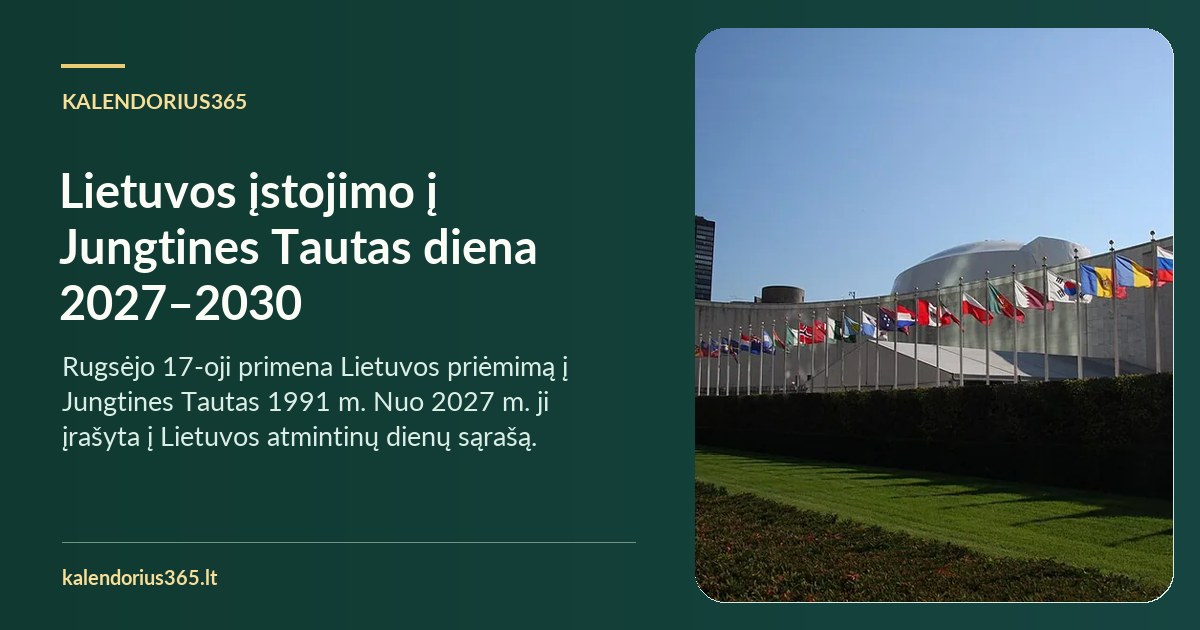 KALENDORIUS365
Lietuvos įstojimo į
Jungtines Tautas diena
2027–2030
Rugsėjo 17-oji primena Lietuvos priėmimą į
Jungtines Tautas 1991 m. Nuo 2027 m. ji
įrašyta į Lietuvos atmintinų dienų sąrašą.
kalendorius365.lt